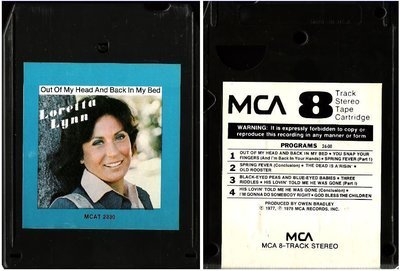 Out Of My Head And Back In My Bed
Loretta
Lynn
MCAT 2330
MCA 8 Track
Stereo
Tape
Cartridge
WARNING: It is expressly forbidden to copy or
reproduce this recording in any manner or form
PROGRAMS 36:00
1 OUT OF MY HEAD AND BACK IN MY BED • YOU SNAP YOUR
FINGERS (And I'm Back In Your Hands) • SPRING FEVER (Part I)
2 SPRING FEVER (Conclusion) • THE DEAD IS A'RISIN' •
OLD ROOSTER
3 BLACK-EYED PEAS AND BLUE-EYED BABIES • THREE
RIDDLES • HIS LOVIN' TOLD ME HE WAS GONE (Part I)
4 HIS LOVIN' TOLD ME HE WAS GONE (Conclusion) •
I'M GONNA DO SOMEBODY RIGHT • GOD BLESS THE CHILDREN
PRODUCED BY OWEN BRADLEY
℗ 1977, © 1978 MCA RECORDS, INC.
MCA
MCA 8-TRACK STEREO